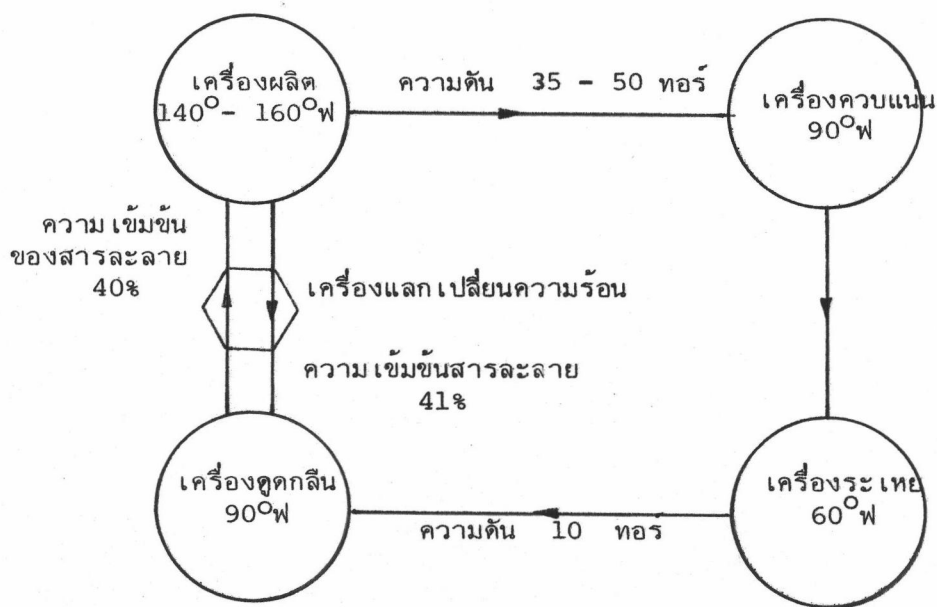 เครื่องผลิต
140° - 160°ฟ
ความดัน 35 - 50 ทอร์
เครื่องควบแน่น
90°ฟ
ความเข้มข้น
ของสารละลาย
40%
เครื่องแลกเปลี่ยนความร้อน
ความเข้มข้นสารละลาย
41%
เครื่องดูดกลืน
90°ฟ
ความดัน 10 ทอร์
เครื่องระเหย
60°ฟ